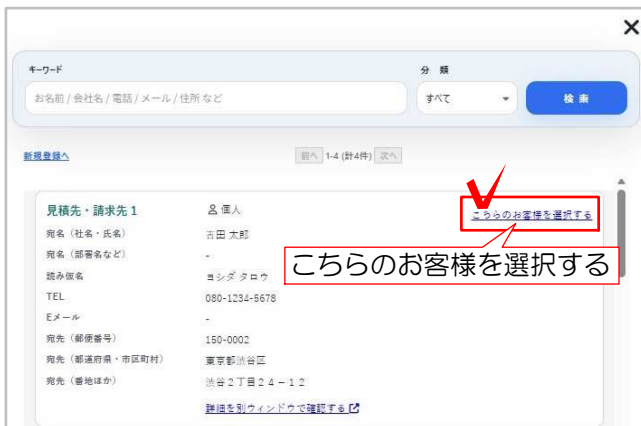 ×
キーワード
分 類
お名前 / 会社名 / 電話 / メール / 住所 など
すべて
検 索
新規登録へ
前へ 1-4 (計4件) 次へ
見積先・請求先 1
個人
こちらのお客様を選択する
宛名（社名・氏名） 吉田 太郎
宛名（部署名など） -
こちらのお客様を選択する
読み仮名 ヨシダ タロウ
TEL 080-1234-5678
Eメール -
宛先（郵便番号） 150-0002
宛先（都道府県・市区町村） 東京都渋谷区
宛先（番地ほか） 渋谷２丁目２４－１２
詳細を別ウィンドウで確認する